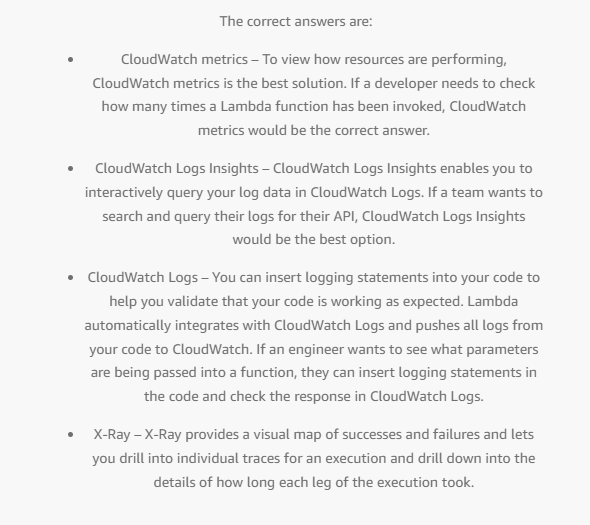 The correct answers are:
• CloudWatch metrics – To view how resources are performing,
CloudWatch metrics is the best solution. If a developer needs to check
how many times a Lambda function has been invoked, CloudWatch
metrics would be the correct answer.
• CloudWatch Logs Insights – CloudWatch Logs Insights enables you to
interactively query your log data in CloudWatch Logs. If a team wants to
search and query their logs for their API, CloudWatch Logs Insights
would be the best option.
• CloudWatch Logs – You can insert logging statements into your code to
help you validate that your code is working as expected. Lambda
automatically integrates with CloudWatch Logs and pushes all logs from
your code to CloudWatch. If an engineer wants to see what parameters
are being passed into a function, they can insert logging statements in
the code and check the response in CloudWatch Logs.
• X-Ray – X-Ray provides a visual map of successes and failures and lets
you drill into individual traces for an execution and drill down into the
details of how long each leg of the execution took.